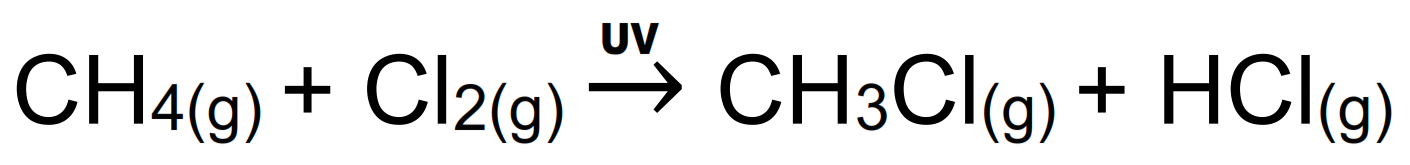 CH₄(g) + Cl₂(g) UV→ CH₃Cl(g) + HCl(g)